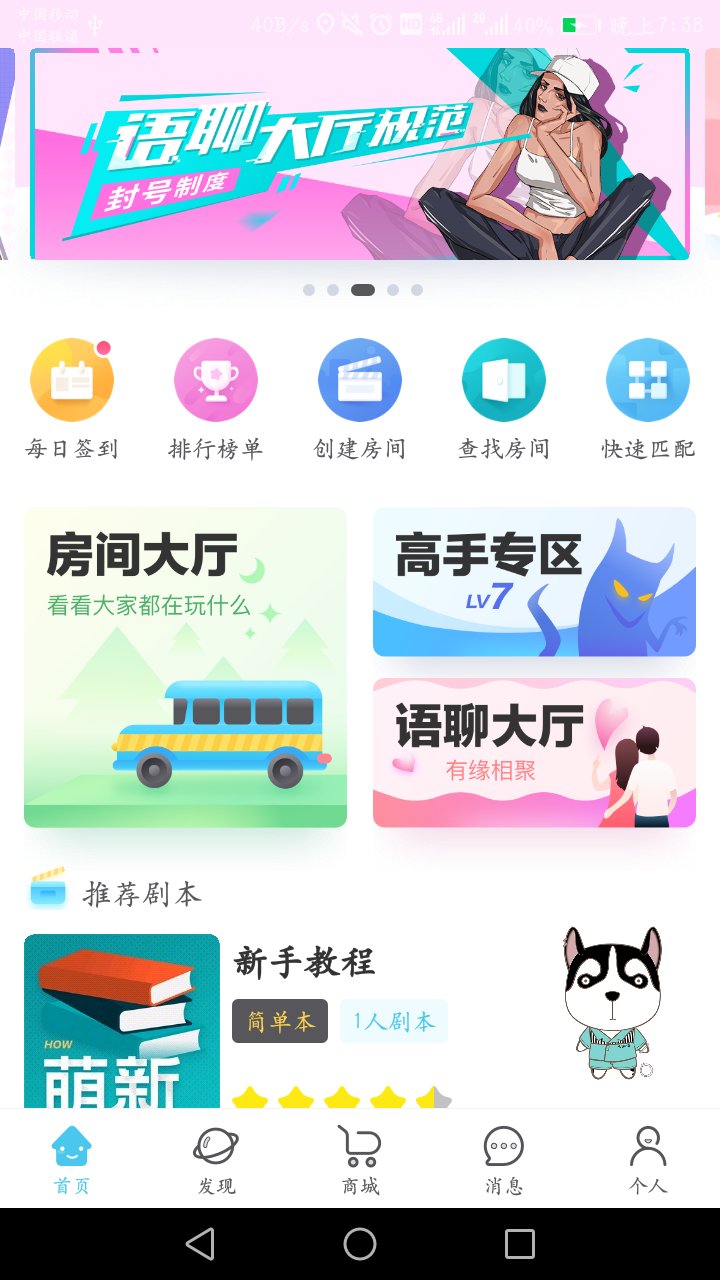 中国移动
中国联通
40B/s HD 4G 2G 40% 晚上7:38
语聊大厅规范
封号制度
每日签到 排行榜单 创建房间 查找房间 快速匹配
房间大厅
看看大家都在玩什么
高手专区
LV7
语聊大厅
有缘相聚
推荐剧本
新手教程
简单本 1人剧本
HOW
萌新
首页 发现 商城 消息 个人